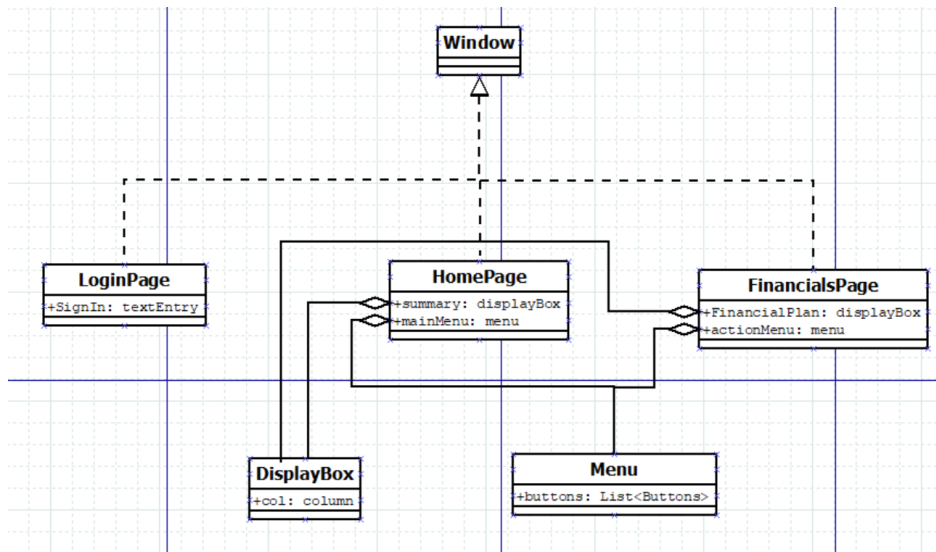 Window
LoginPage
+SignIn: textEntry
HomePage
+summary: displayBox
+mainMenu: menu
FinancialsPage
+FinancialPlan: displayBox
+actionMenu: menu
DisplayBox
+col: column
Menu
+buttons: List<Buttons>